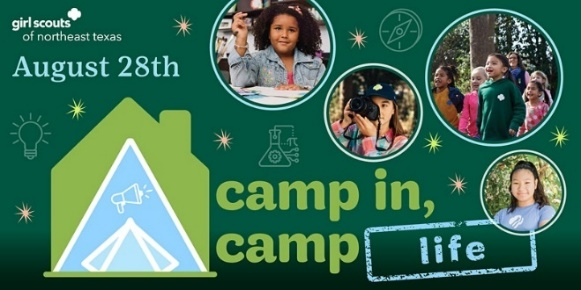 girl scouts
of northeast texas
August 28th
camp in,
camp life